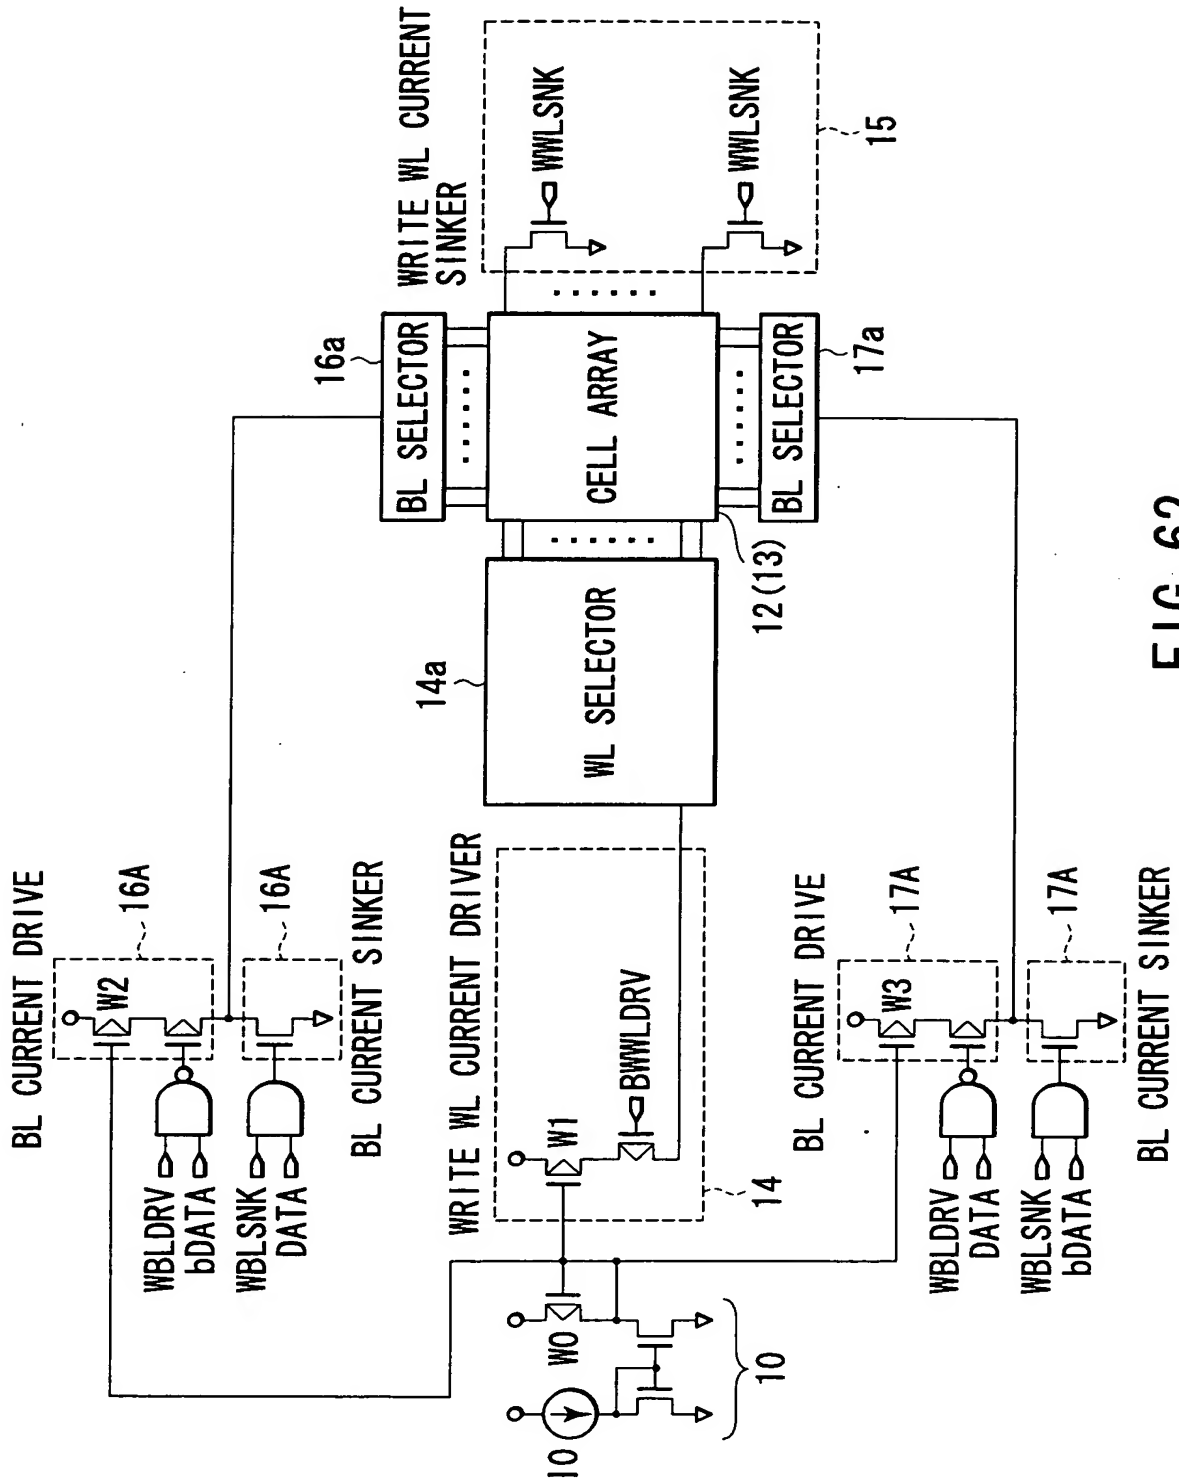 BL CURRENT DRIVE
16A
W2
WBLDRV
bDATA
16A
WBLSNK
DATA
BL CURRENT SINKER
WRITE WL CURRENT
SINKER
16a
BL SELECTOR
WWLSNK
CELL ARRAY
WWLSNK
15
BL SELECTOR
17a
12(13)
14a
WL SELECTOR
WRITE WL CURRENT DRIVER
W1
BWWLDRV
14
W0
10
10
BL CURRENT DRIVE
17A
W3
WBLDRV
DATA
17A
WBLSNK
bDATA
BL CURRENT SINKER
FIG. 62